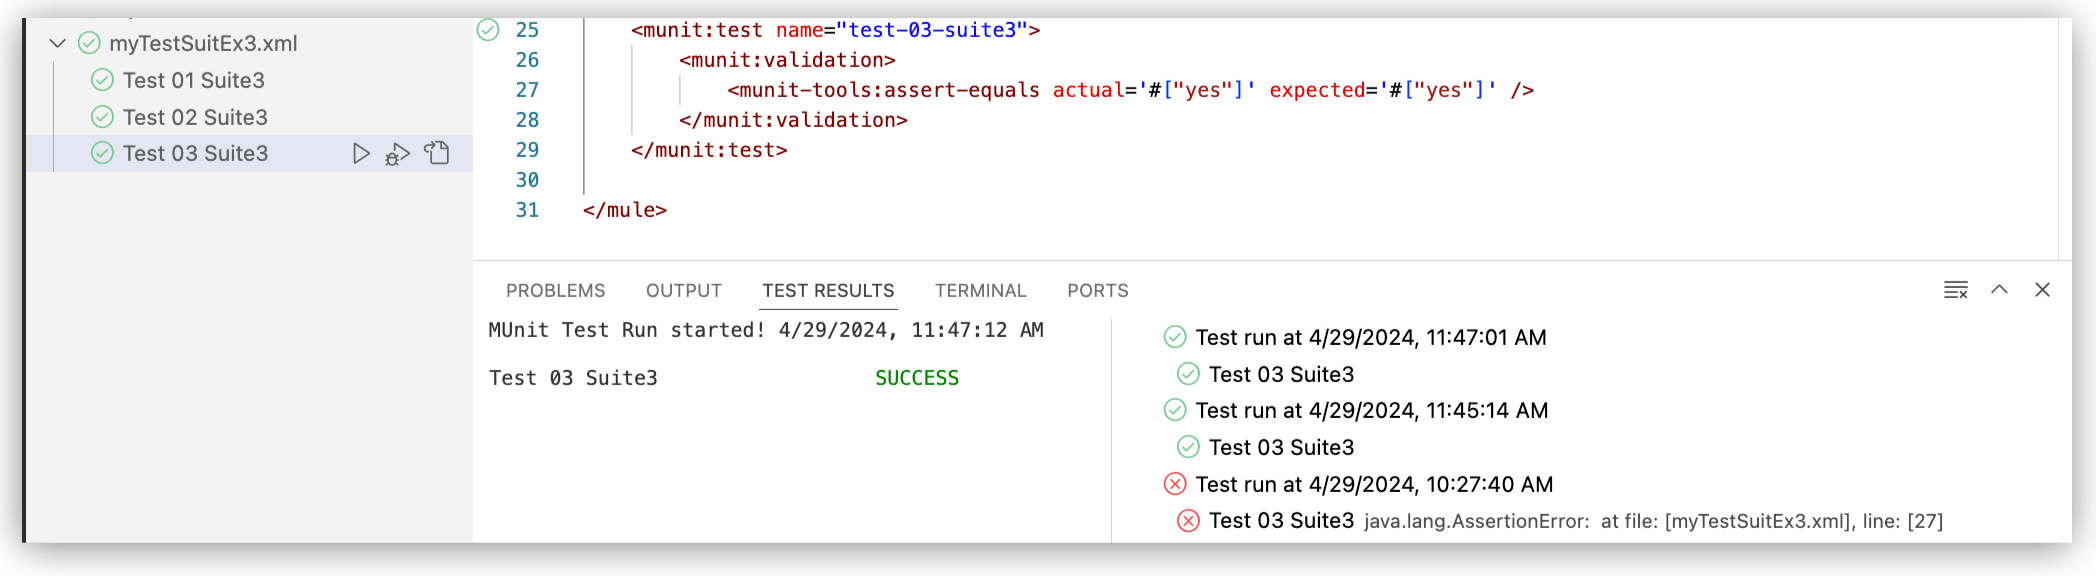 myTestSuitEx3.xml
Test 01 Suite3
Test 02 Suite3
Test 03 Suite3
25 <munit:test name="test-03-suite3">
26 <munit:validation>
27 <munit-tools:assert-equals actual='#["yes"]' expected='#["yes"]' />
28 </munit:validation>
29 </munit:test>
30
31 </mule>
PROBLEMS OUTPUT TEST RESULTS TERMINAL PORTS
MUnit Test Run started! 4/29/2024, 11:47:12 AM
Test 03 Suite3 SUCCESS
Test run at 4/29/2024, 11:47:01 AM
Test 03 Suite3
Test run at 4/29/2024, 11:45:14 AM
Test 03 Suite3
Test run at 4/29/2024, 10:27:40 AM
Test 03 Suite3 java.lang.AssertionError: at file: [myTestSuitEx3.xml], line: [27]